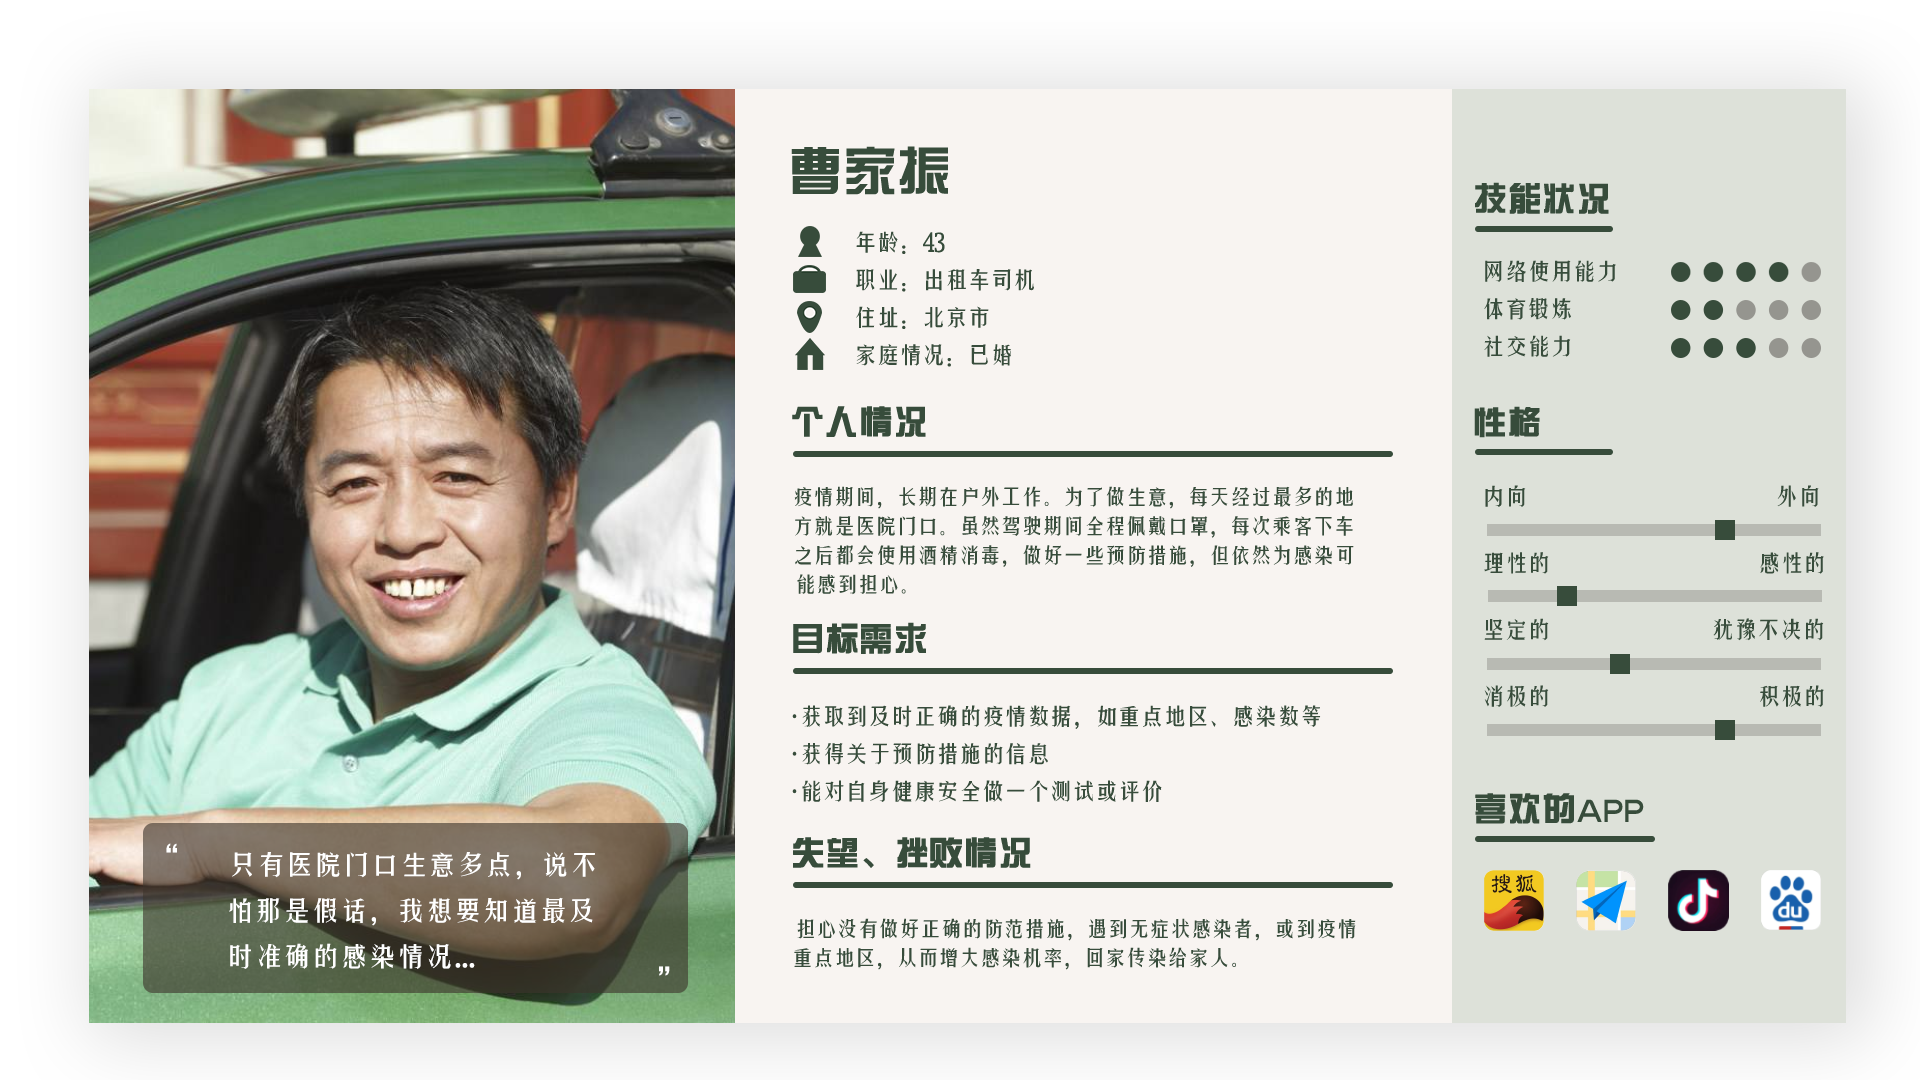 曹家振
年龄：43
职业：出租车司机
住址：北京市
家庭情况：已婚
个人情况
疫情期间，长期在户外工作。为了做生意，每天经过最多的地
方就是医院门口。虽然驾驶期间全程佩戴口罩，每次乘客下车
之后都会使用酒精消毒，做好一些预防措施，但依然为感染可
能感到担心。
目标需求
·获取到及时正确的疫情数据，如重点地区、感染数等
·获得关于预防措施的信息
·能对自身健康安全做一个测试或评价
失望、挫败情况
担心没有做好正确的防范措施，遇到无症状感染者，或到疫情
重点地区，从而增大感染机率，回家传染给家人。
“
只有医院门口生意多点，说不
怕那是假话，我想要知道最及
时准确的感染情况...
”
技能状况
网络使用能力
体育锻炼
社交能力
性格
内向 外向
理性的 感性的
坚定的 犹豫不决的
消极的 积极的
喜欢的APP
搜狐
du